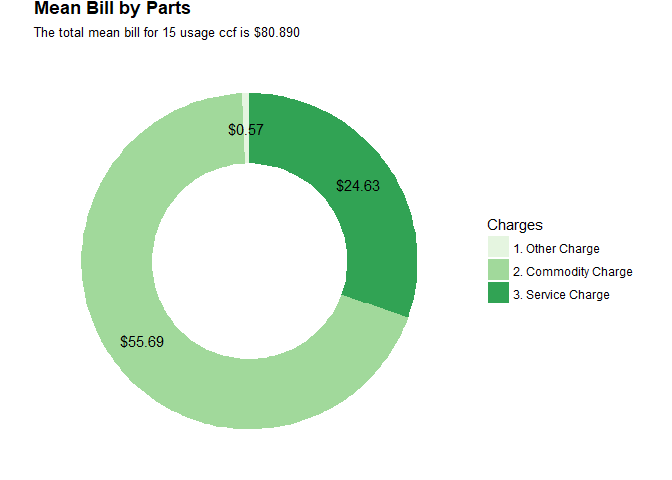 Mean Bill by Parts
The total mean bill for 15 usage ccf is $80.890
$0.57
$24.63
$55.69
Charges
1. Other Charge
2. Commodity Charge
3. Service Charge